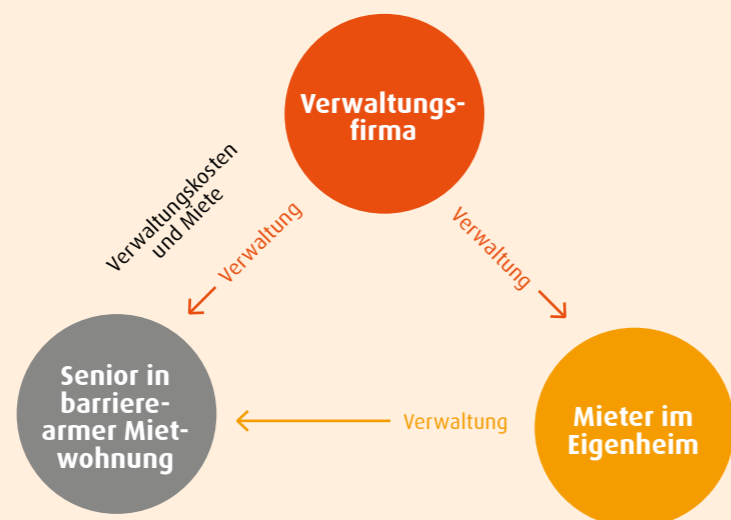 Verwaltungs-
firma
Verwaltungskosten
und Miete
Verwaltung
Verwaltung
Senior in
barriere-
armer Miet-
wohnung
Verwaltung
Mieter im
Eigenheim